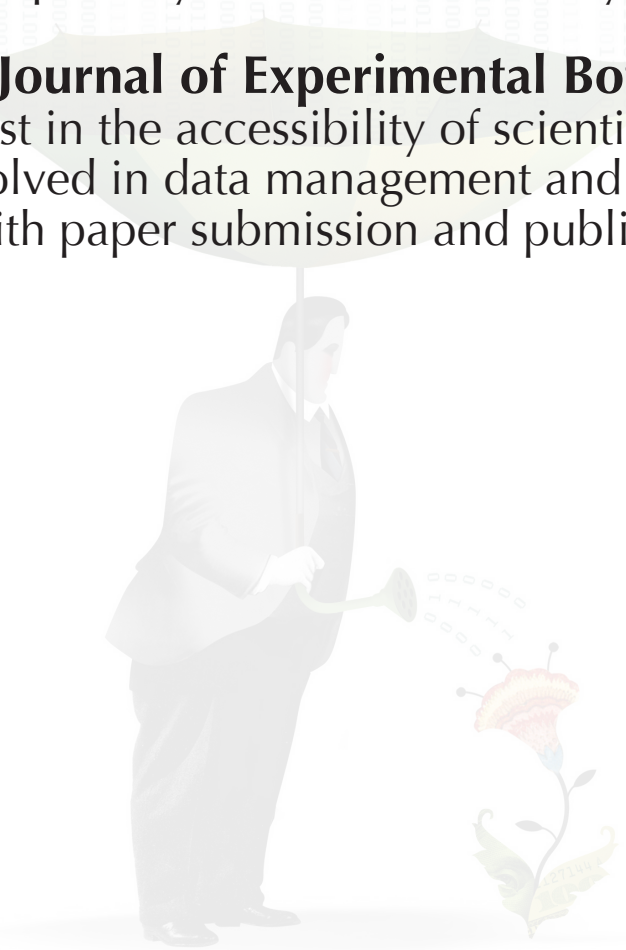 Journal of Experimental Bo
st in the accessibility of scienti
olved in data management and
ith paper submission and publi